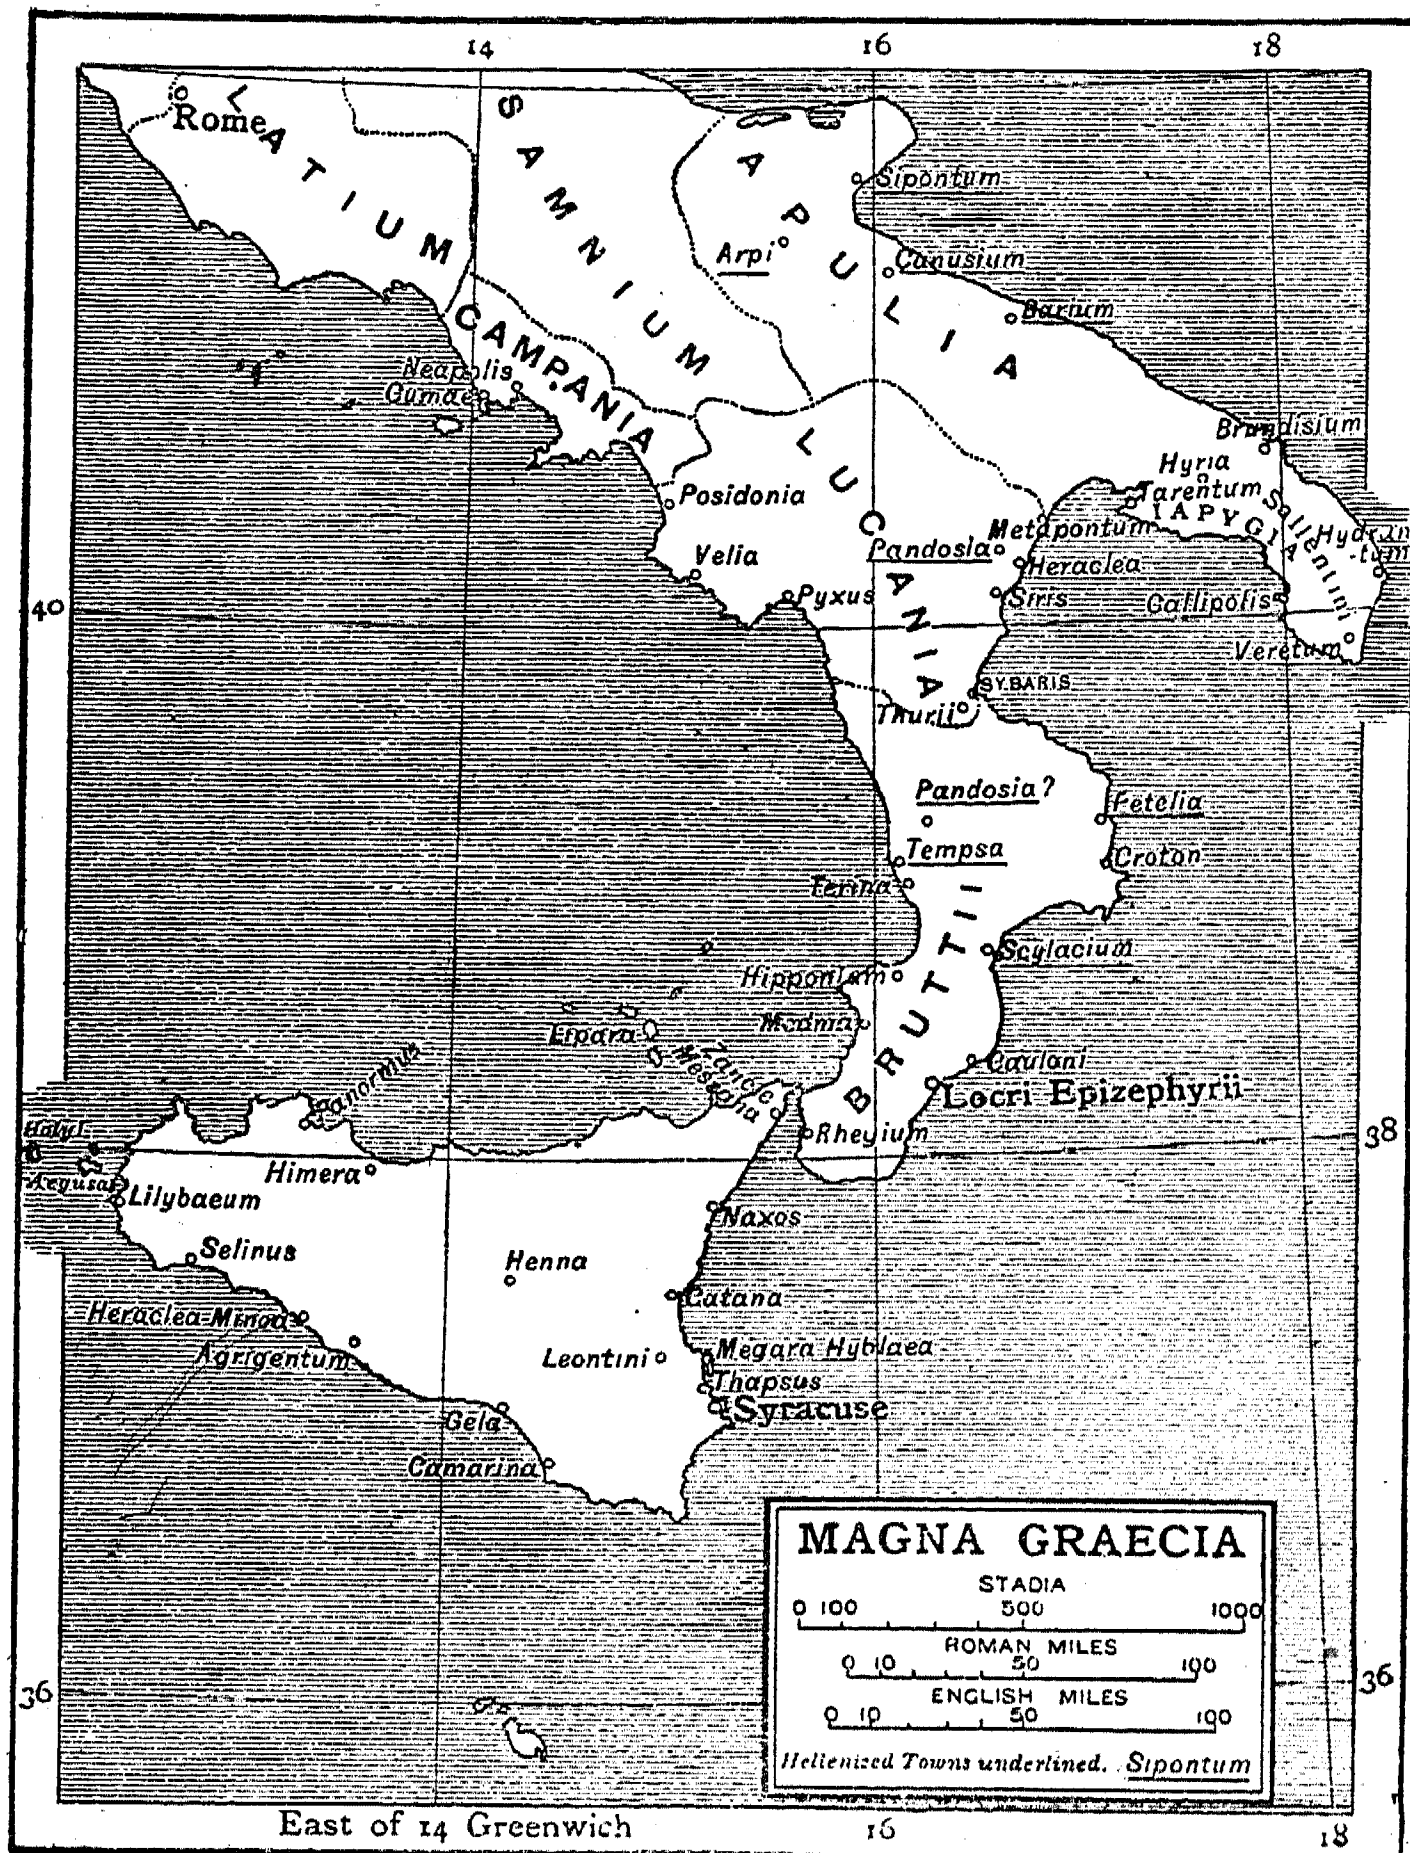 14 16 18
Rome
LATIUM
SAMNIUM
APULIA
Sipontum
Arpi
Canusium
Barium
CAMPANIA
Neapolis
Cumae
LUCANIA
Brundisium
Hyria
Tarentum
IAPYGIA
Sallentini
Hydrun
-tum
Posidonia
Metapontum
Pandosia
Heraclea
Velia
Pyxus
Siris
Callipolis
40
Veretum
SYBARIS
Thurii
Pandosia?
Petelia
Tempsa
Croton
Terina
BRUTTII
Scylacium
Hipponium
Medma
Lipara
Zancle
Messana
Cauloni
Locri Epizephyrii
Panormus
Rhegium
38
Himera
Aegusa
Lilybaeum
Naxos
Selinus
Henna
Catana
Heraclea-Minoa
Agrigentum
Leontini
Megara Hyblaea
Thapsus
Syracuse
Gela
Camarina
MAGNA GRAECIA
STADIA
0 100 500 1000
ROMAN MILES
0 10 50 100
ENGLISH MILES
0 10 50 100
Hellenized Towns underlined. Sipontum
36 36
East of 14 Greenwich 16 18